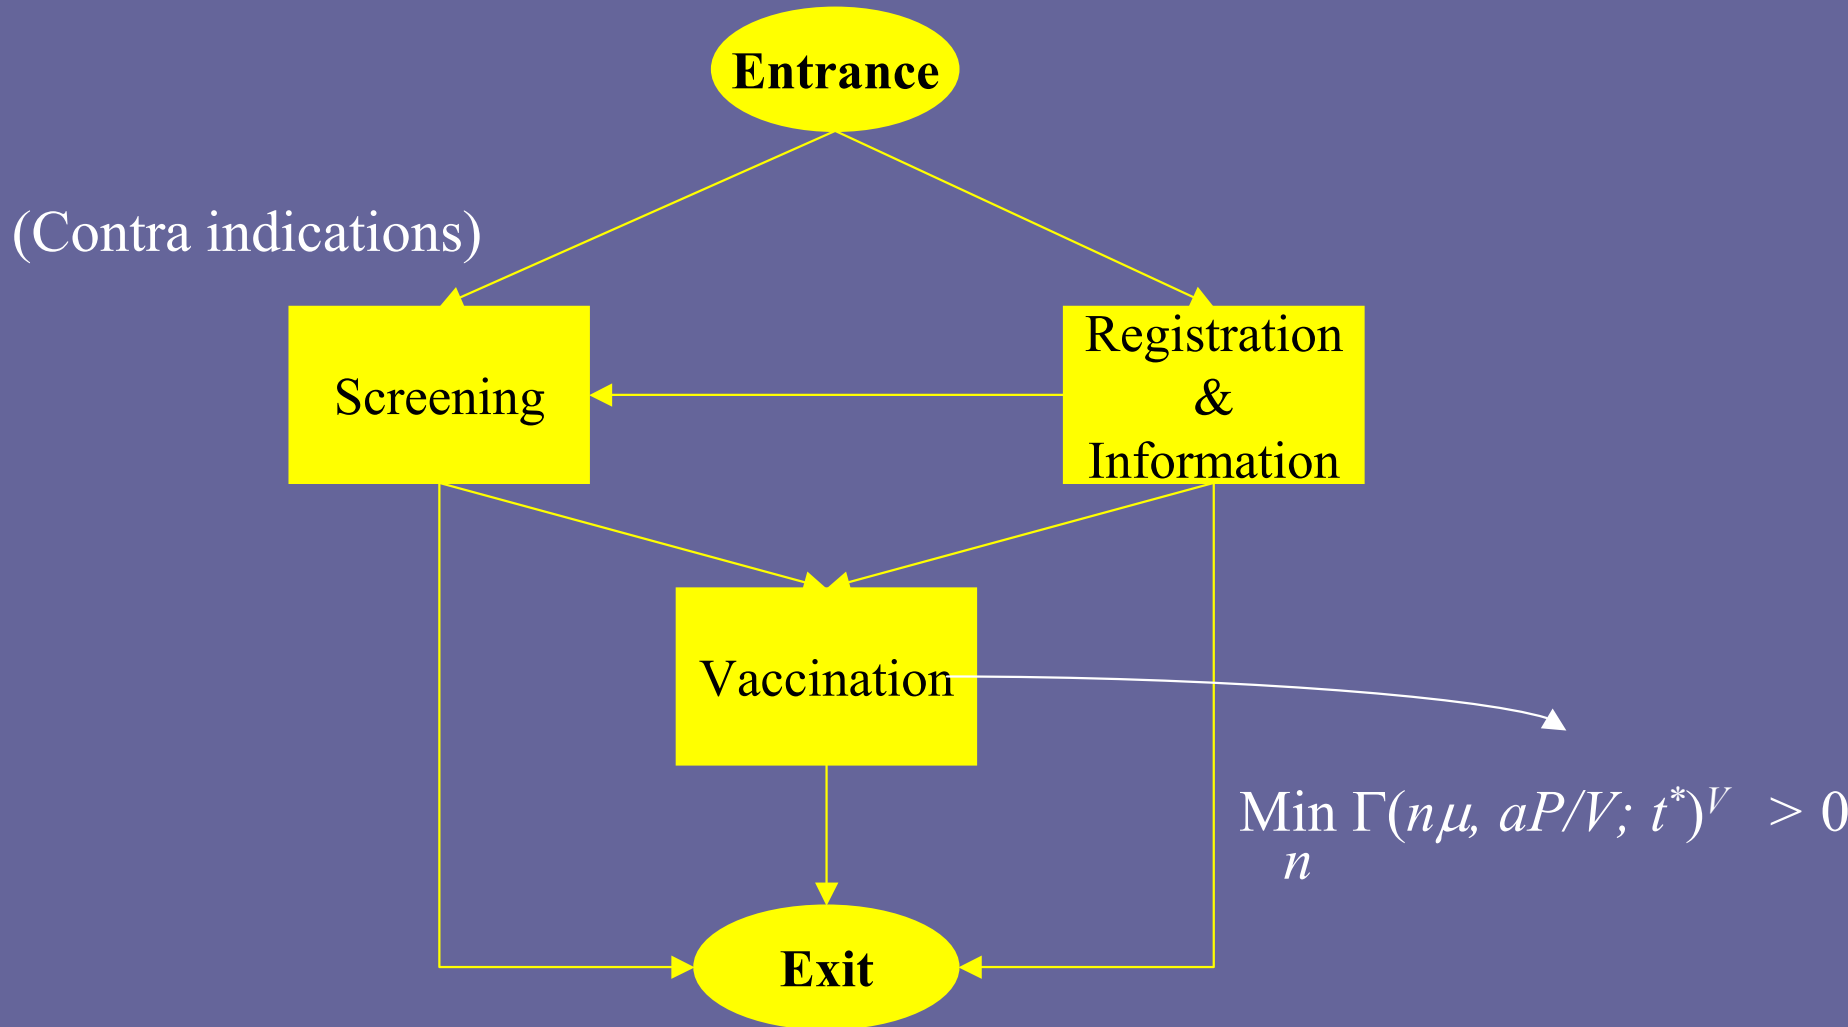 Entrance
(Contra indications)
Screening
Registration
&
Information
Vaccination
Min Γ(nμ, aP/V; t*)^V > 0
n
Exit